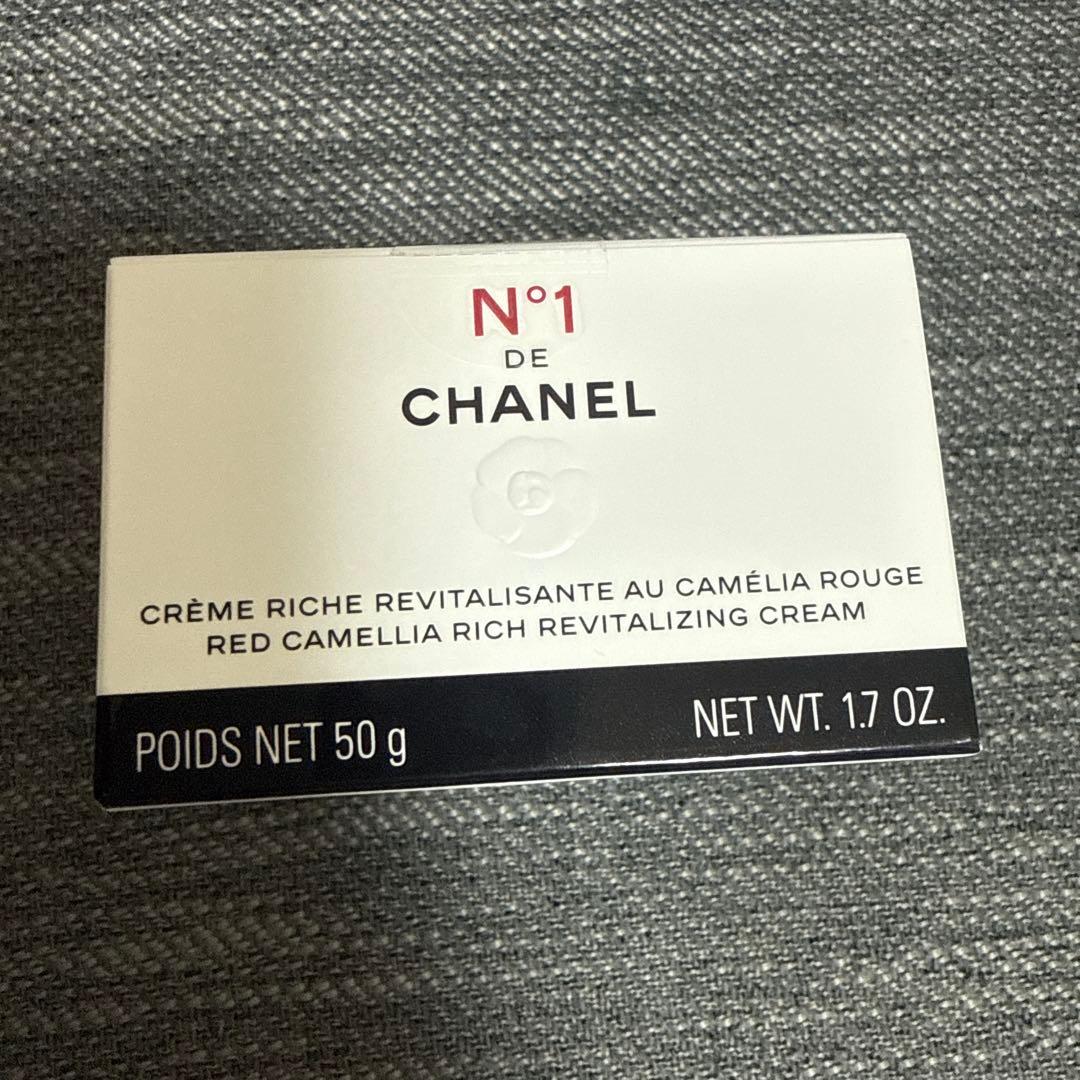 N°1
DE
CHANEL
CRÈME RICHE REVITALISANTE AU CAMÉLIA ROUGE
RED CAMELLIA RICH REVITALIZING CREAM
POIDS NET 50 g NET WT. 1.7 OZ.